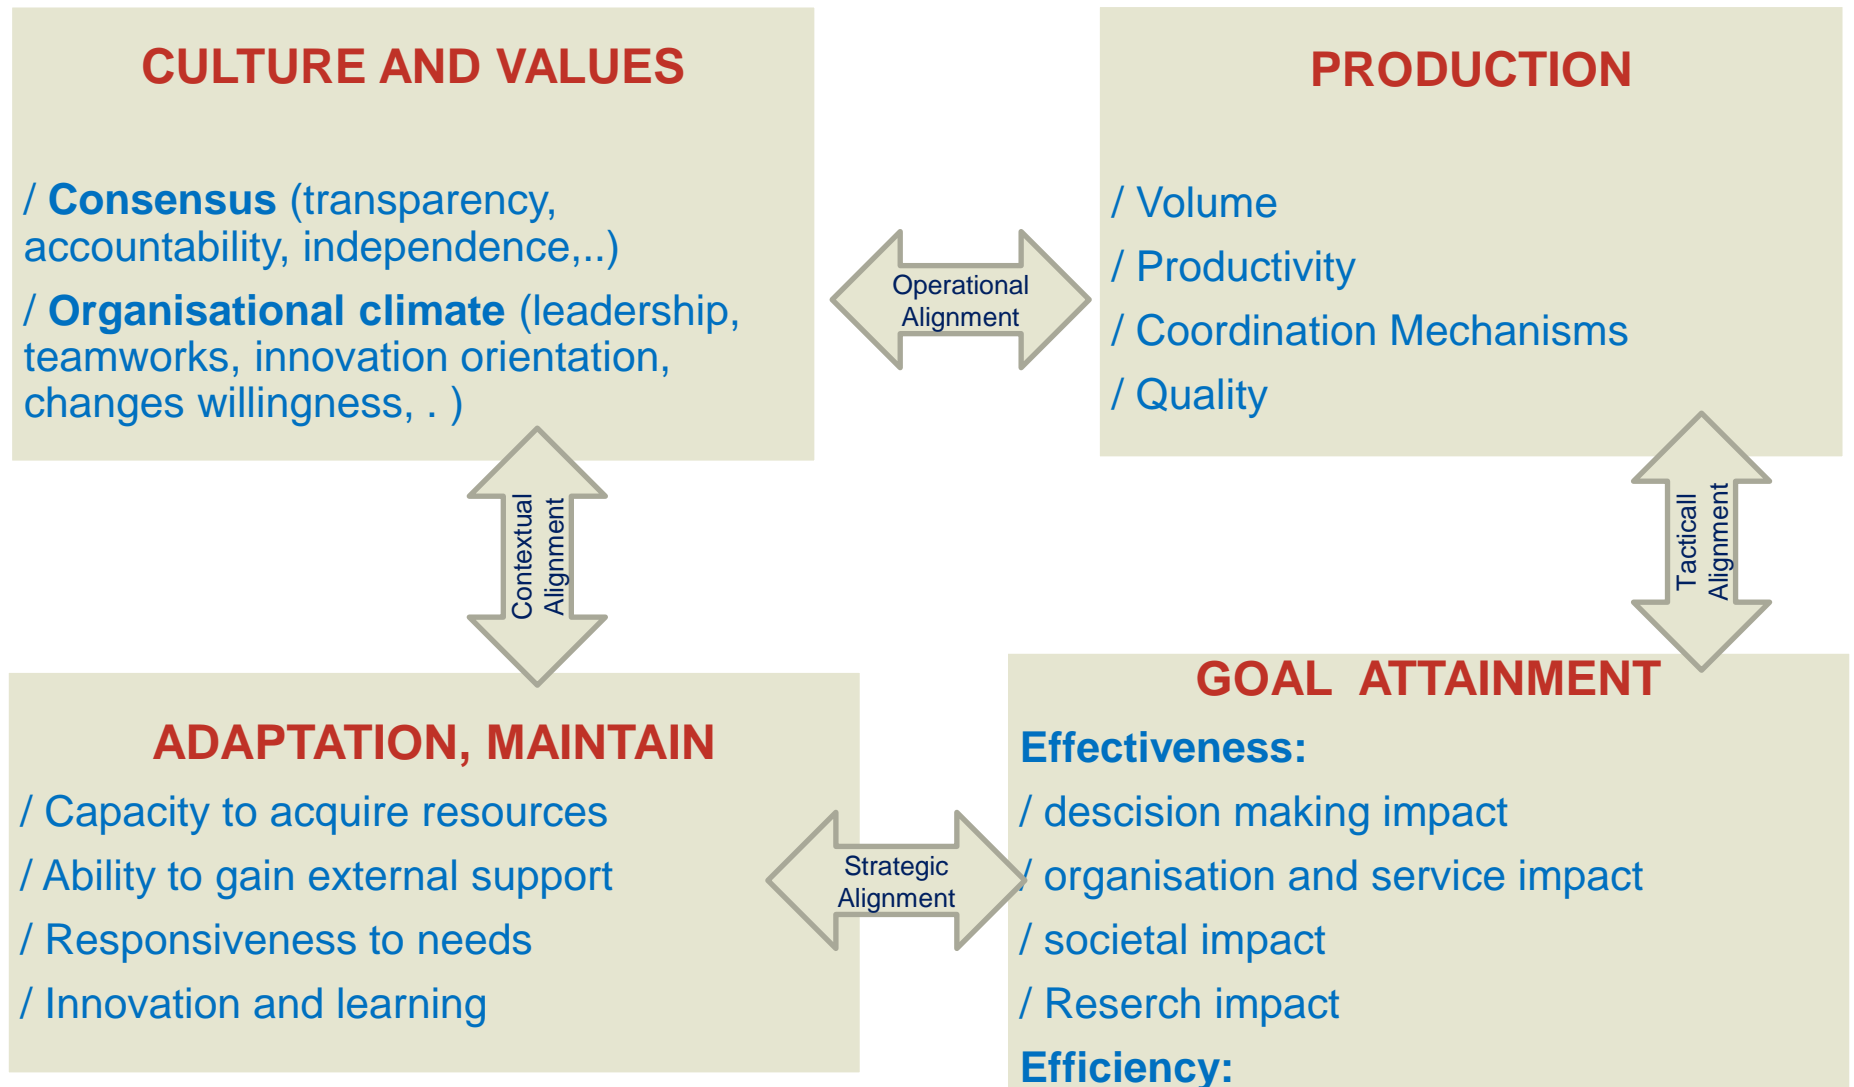 CULTURE AND VALUES
/ Consensus (transparency,
accountability, independence,..)
/ Organisational climate (leadership,
teamworks, innovation orientation,
changes willingness, . )
Operational
Alignment
PRODUCTION
/ Volume
/ Productivity
/ Coordination Mechanisms
/ Quality
Contextual
Alignment
Tacticall
Alignment
ADAPTATION, MAINTAIN
/ Capacity to acquire resources
/ Ability to gain external support
/ Responsiveness to needs
/ Innovation and learning
Strategic
Alignment
GOAL ATTAINMENT
Effectiveness:
/ descision making impact
/ organisation and service impact
/ societal impact
/ Reserch impact
Efficiency: